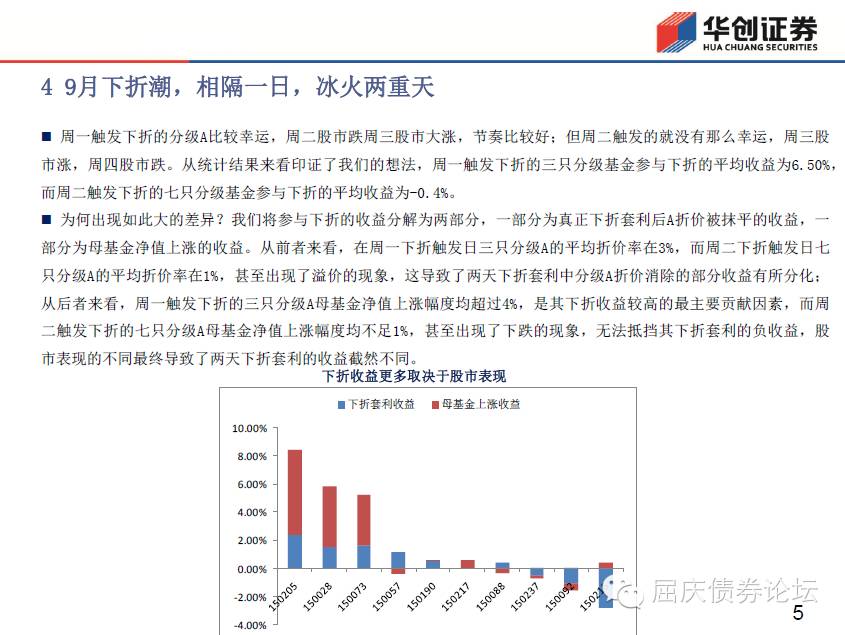 华创证券
HUA CHUANG SECURITIES
4 9月下折潮，相隔一日，冰火两重天
■ 周一触发下折的分级A比较幸运，周二股市跌周三股市大涨，节奏比较好；但周二触发的就没有那么幸运，周三股
市涨，周四股市跌。从统计结果来看印证了我们的想法，周一触发下折的三只分级基金参与下折的平均收益为6.50%，
而周二触发下折的七只分级基金参与下折的平均收益为-0.4%。
■ 为何出现如此大的差异？我们将参与下折的收益分解为两部分，一部分为真正下折套利后A折价被抹平的收益，一
部分为母基金净值上涨的收益。从前者来看，在周一下折触发日三只分级A的平均折价率在3%，而周二下折触发日七
只分级A的平均折价率在1%，甚至出现了溢价的现象，这导致了两天下折套利中分级A折价消除的部分收益有所分化；
从后者来看，周一触发下折的三只分级A母基金净值上涨幅度均超过4%，是其下折收益较高的最主要贡献因素，而周
二触发下折的七只分级A母基金净值上涨幅度均不足1%，甚至出现了下跌的现象，无法抵挡其下折套利的负收益，股
市表现的不同最终导致了两天下折套利的收益截然不同。
下折收益更多取决于股市表现
下折套利收益 母基金上涨收益
10.00%
8.00%
6.00%
4.00%
2.00%
0.00%
-2.00%
-4.00%
150205 150028 150073 150057 150190 150217 150088 150237 150092
屈庆债券论坛
5